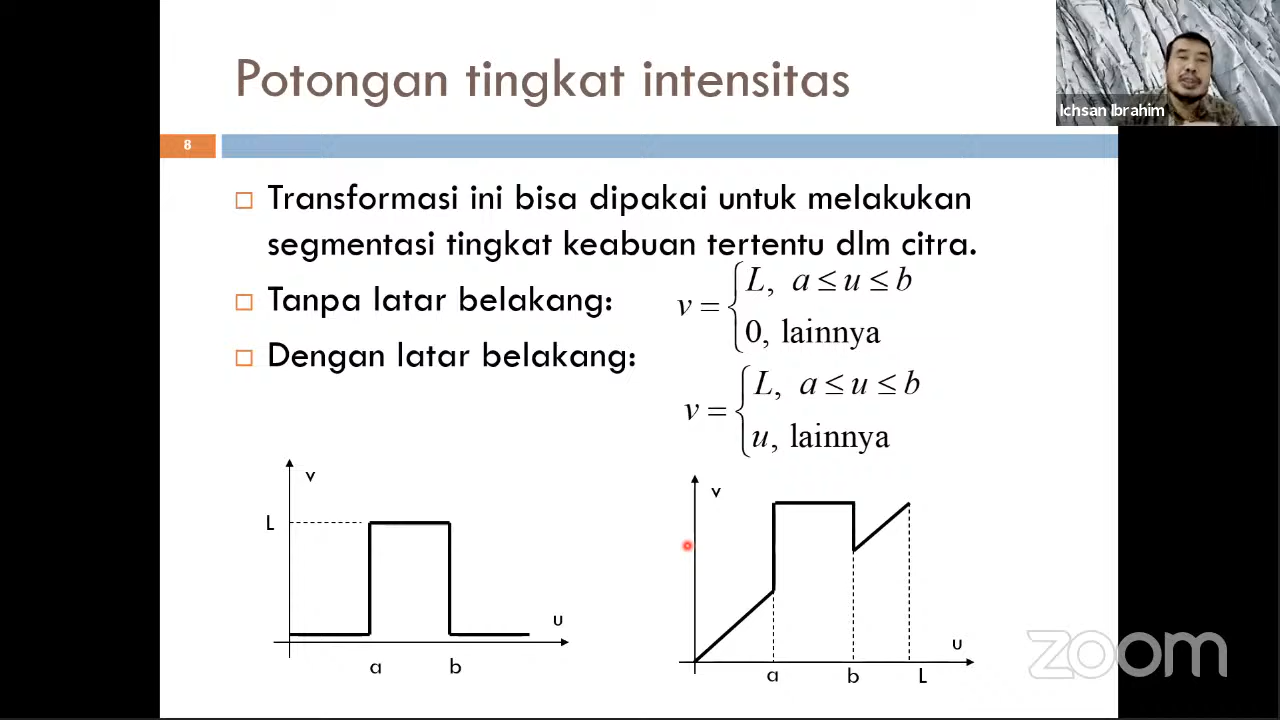 Potongan tingkat intensitas
Ichsan Ibrahim
8
Transformasi ini bisa dipakai untuk melakukan
segmentasi tingkat keabuan tertentu dlm citra.
Tanpa latar belakang:
v = { L, a ≤ u ≤ b
0, lainnya
Dengan latar belakang:
v = { L, a ≤ u ≤ b
u, lainnya
v
L
u
a b
v
u
a b L
zoom